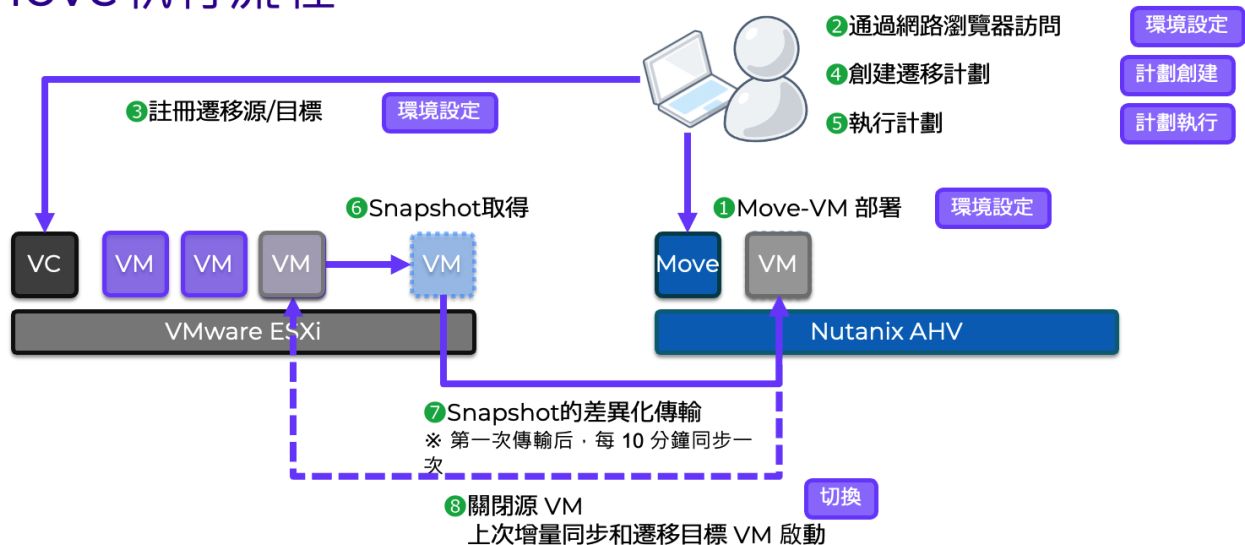 執行流程
❷通過網路瀏覽器訪問
環境設定
❹創建遷移計劃
計劃創建
❸註冊遷移源/目標
環境設定
❺執行計劃
計劃執行
❻Snapshot取得
❶Move-VM 部署
環境設定
VC
VM
VM
VM
VM
Move
VM
VMware ESXi
Nutanix AHV
❼Snapshot的差異化傳輸
※ 第一次傳輸后,每 10 分鐘同步一
次
❽關閉源 VM
切換
上次增量同步和遷移目標 VM 啟動